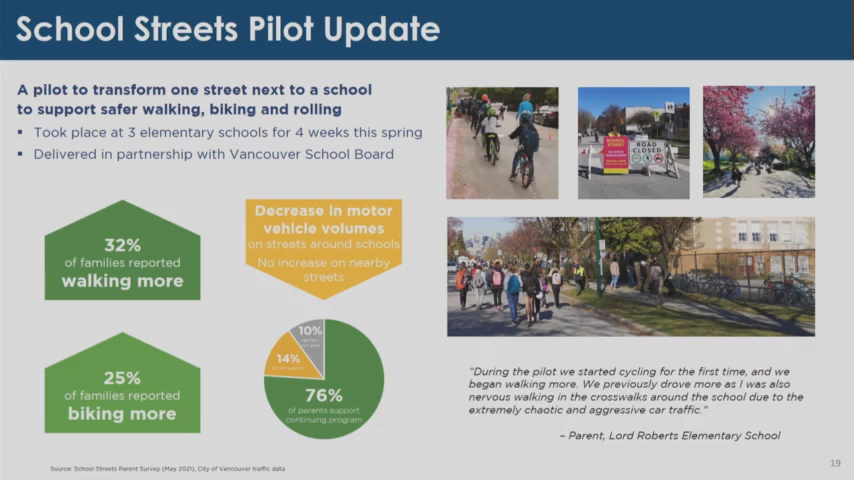 School Streets Pilot Update
A pilot to transform one street next to a school
to support safer walking, biking and rolling
▪ Took place at 3 elementary schools for 4 weeks this spring
▪ Delivered in partnership with Vancouver School Board
32%
of families reported
walking more
Decrease in motor
vehicle volumes
on streets around schools
No increase on nearby
streets
25%
of families reported
biking more
10%
14%
76%
of parents support
continuing program
SCHOOL
STREET
ROAD
CLOSED
"During the pilot we started cycling for the first time, and we
began walking more. We previously drove more as I was also
nervous walking in the crosswalks around the school due to the
extremely chaotic and aggressive car traffic."
– Parent, Lord Roberts Elementary School
Source: School Streets Parent Survey (May 2021), City of Vancouver traffic data
19